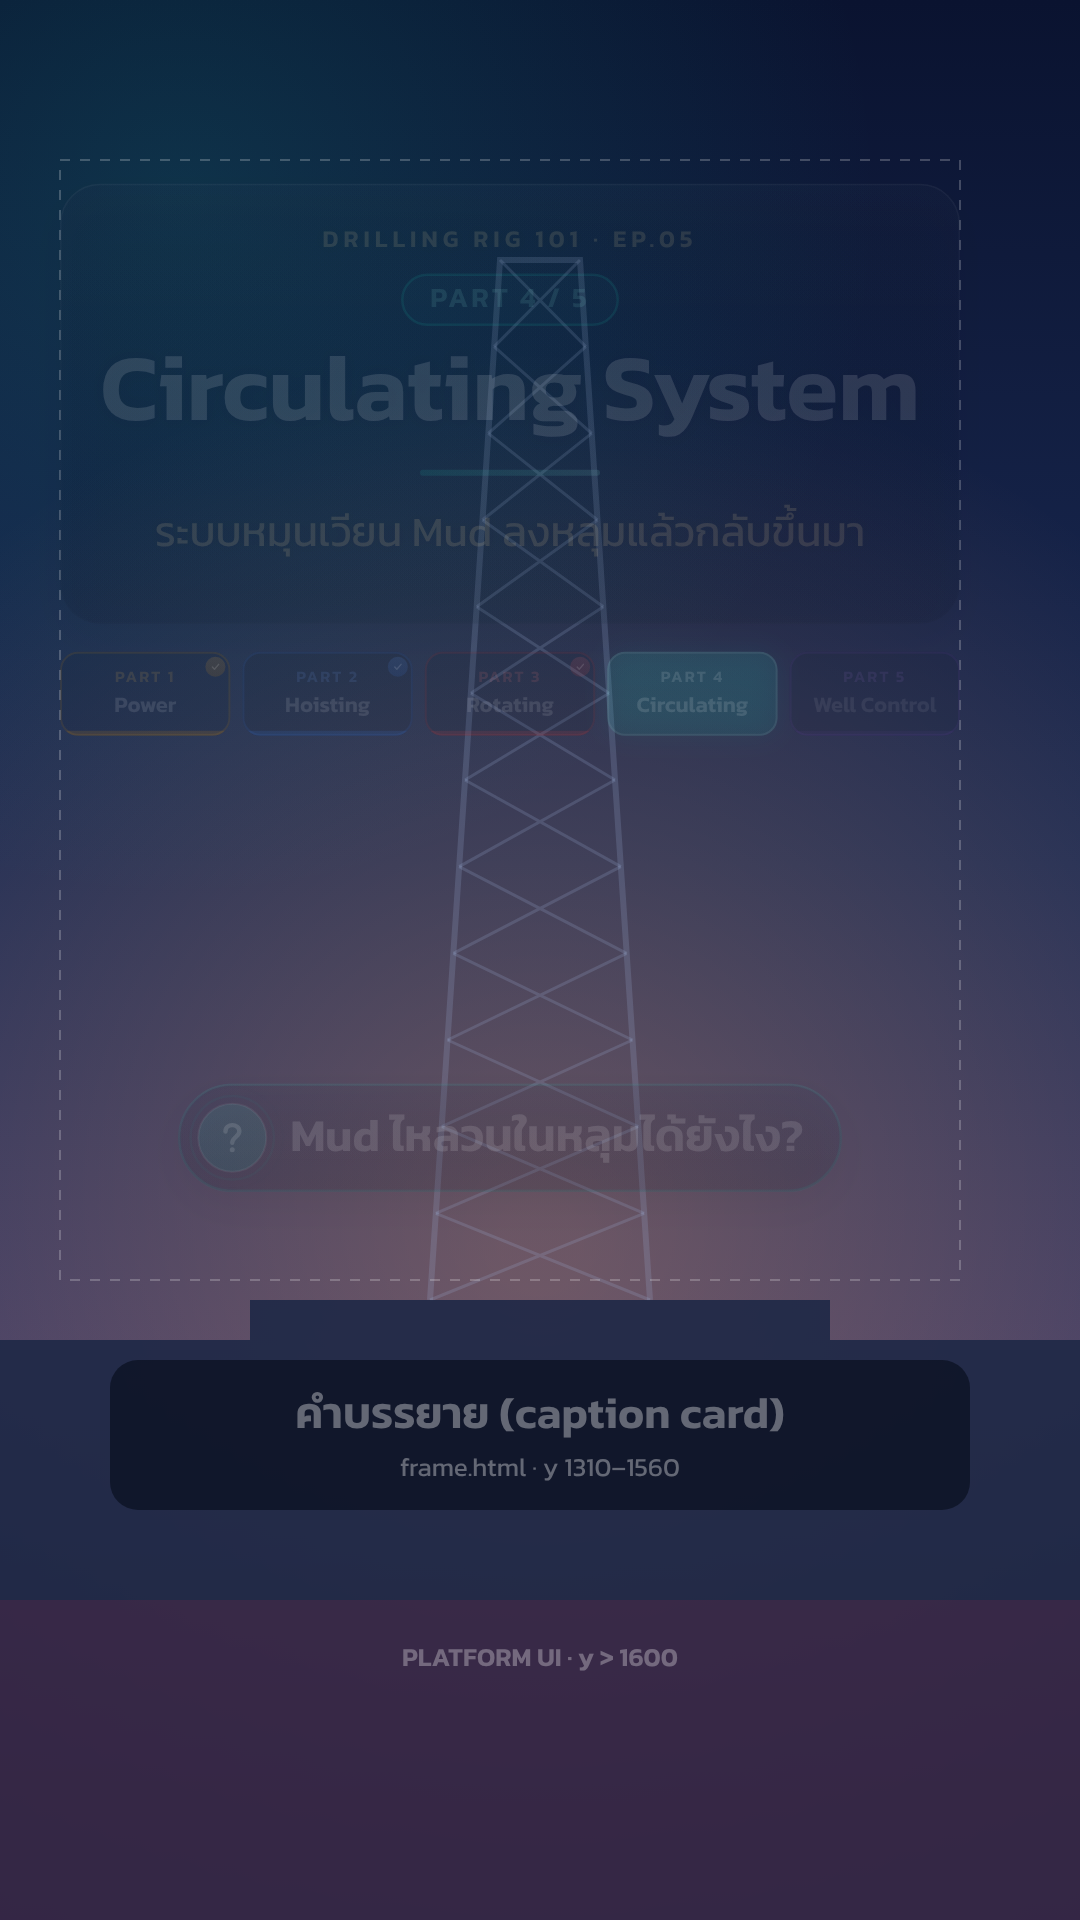 DRILLING RIG 101 · EP.05
PART 4 / 5
Circulating System
ระบบหมุนเวียน Mud ลงหลุมแล้วกลับขึ้นมา
PART 1
Power
PART 2
Hoisting
PART 3
Rotating
PART 4
Circulating
PART 5
Well Control
? Mud ไหลวนในหลุมได้ยังไง?
คำบรรยาย (caption card)
frame.html · y 1310–1560
PLATFORM UI · y > 1600